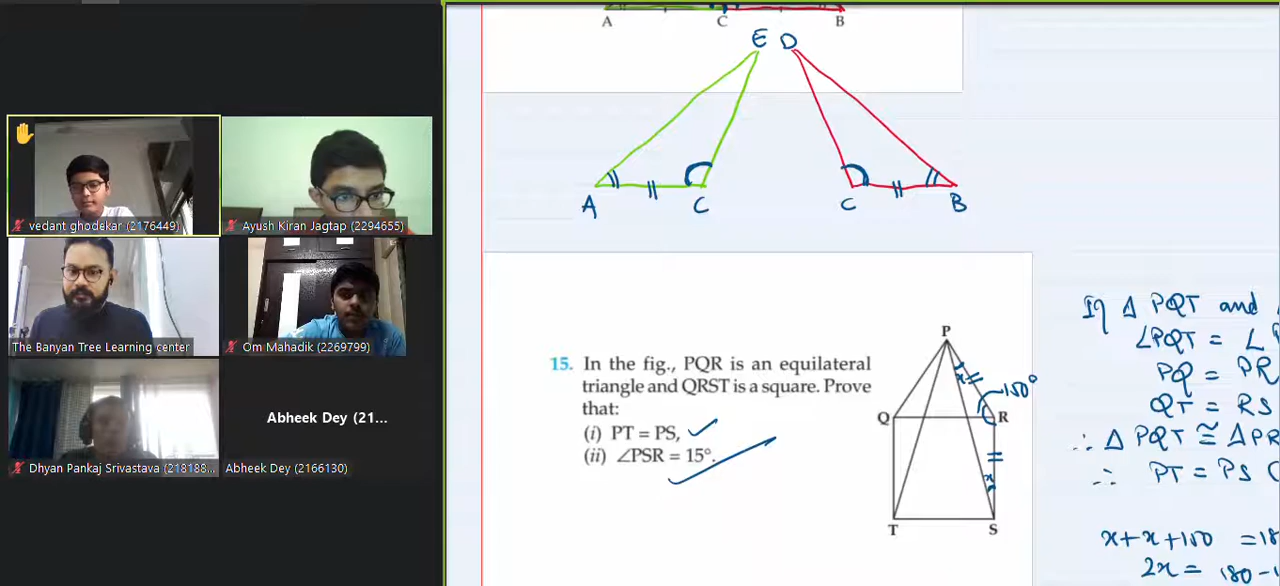 A C B
E D
A C C B
vedant ghodekar (2176449)
Ayush Kiran Jagtap (2294655)
The Banyan Tree Learning center
Om Mahadik (2269799)
Dhyan Pankaj Srivastava (218188...
Abheek Dey (21...
Abheek Dey (2166130)
15. In the fig., PQR is an equilateral
triangle and QRST is a square. Prove
that:
(i) PT = PS,
(ii) ∠PSR = 15°.
P
x
150°
Q R
x
T S
In Δ PQT and
∠PQT = ∠P
PQ = PR
QT = RS
∴ Δ PQT ≅ ΔPR
∴ PT = PS (
x+x+150 = 18
2x = 180-1